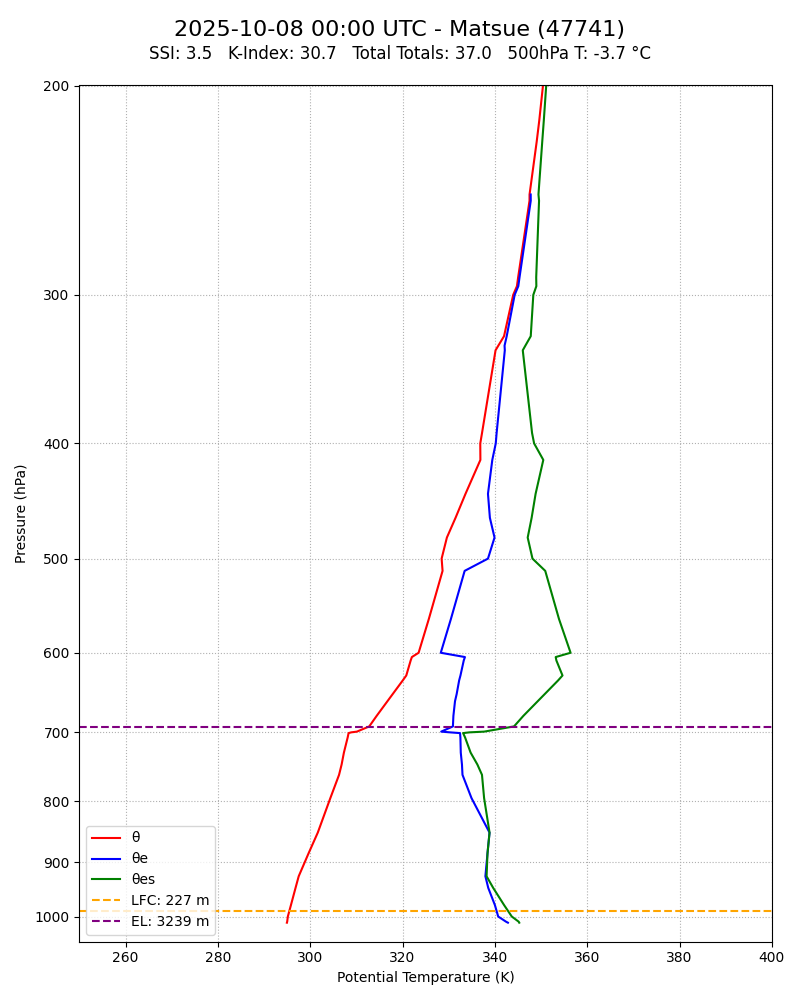 2025-10-08 00:00 UTC - Matsue (47741)
SSI: 3.5   K-Index: 30.7   Total Totals: 37.0   500hPa T: -3.7 °C
200
300
400
500
600
700
800
900
1000
Pressure (hPa)
θ
θe
θes
LFC: 227 m
EL: 3239 m
260 280 300 320 340 360 380 400
Potential Temperature (K)